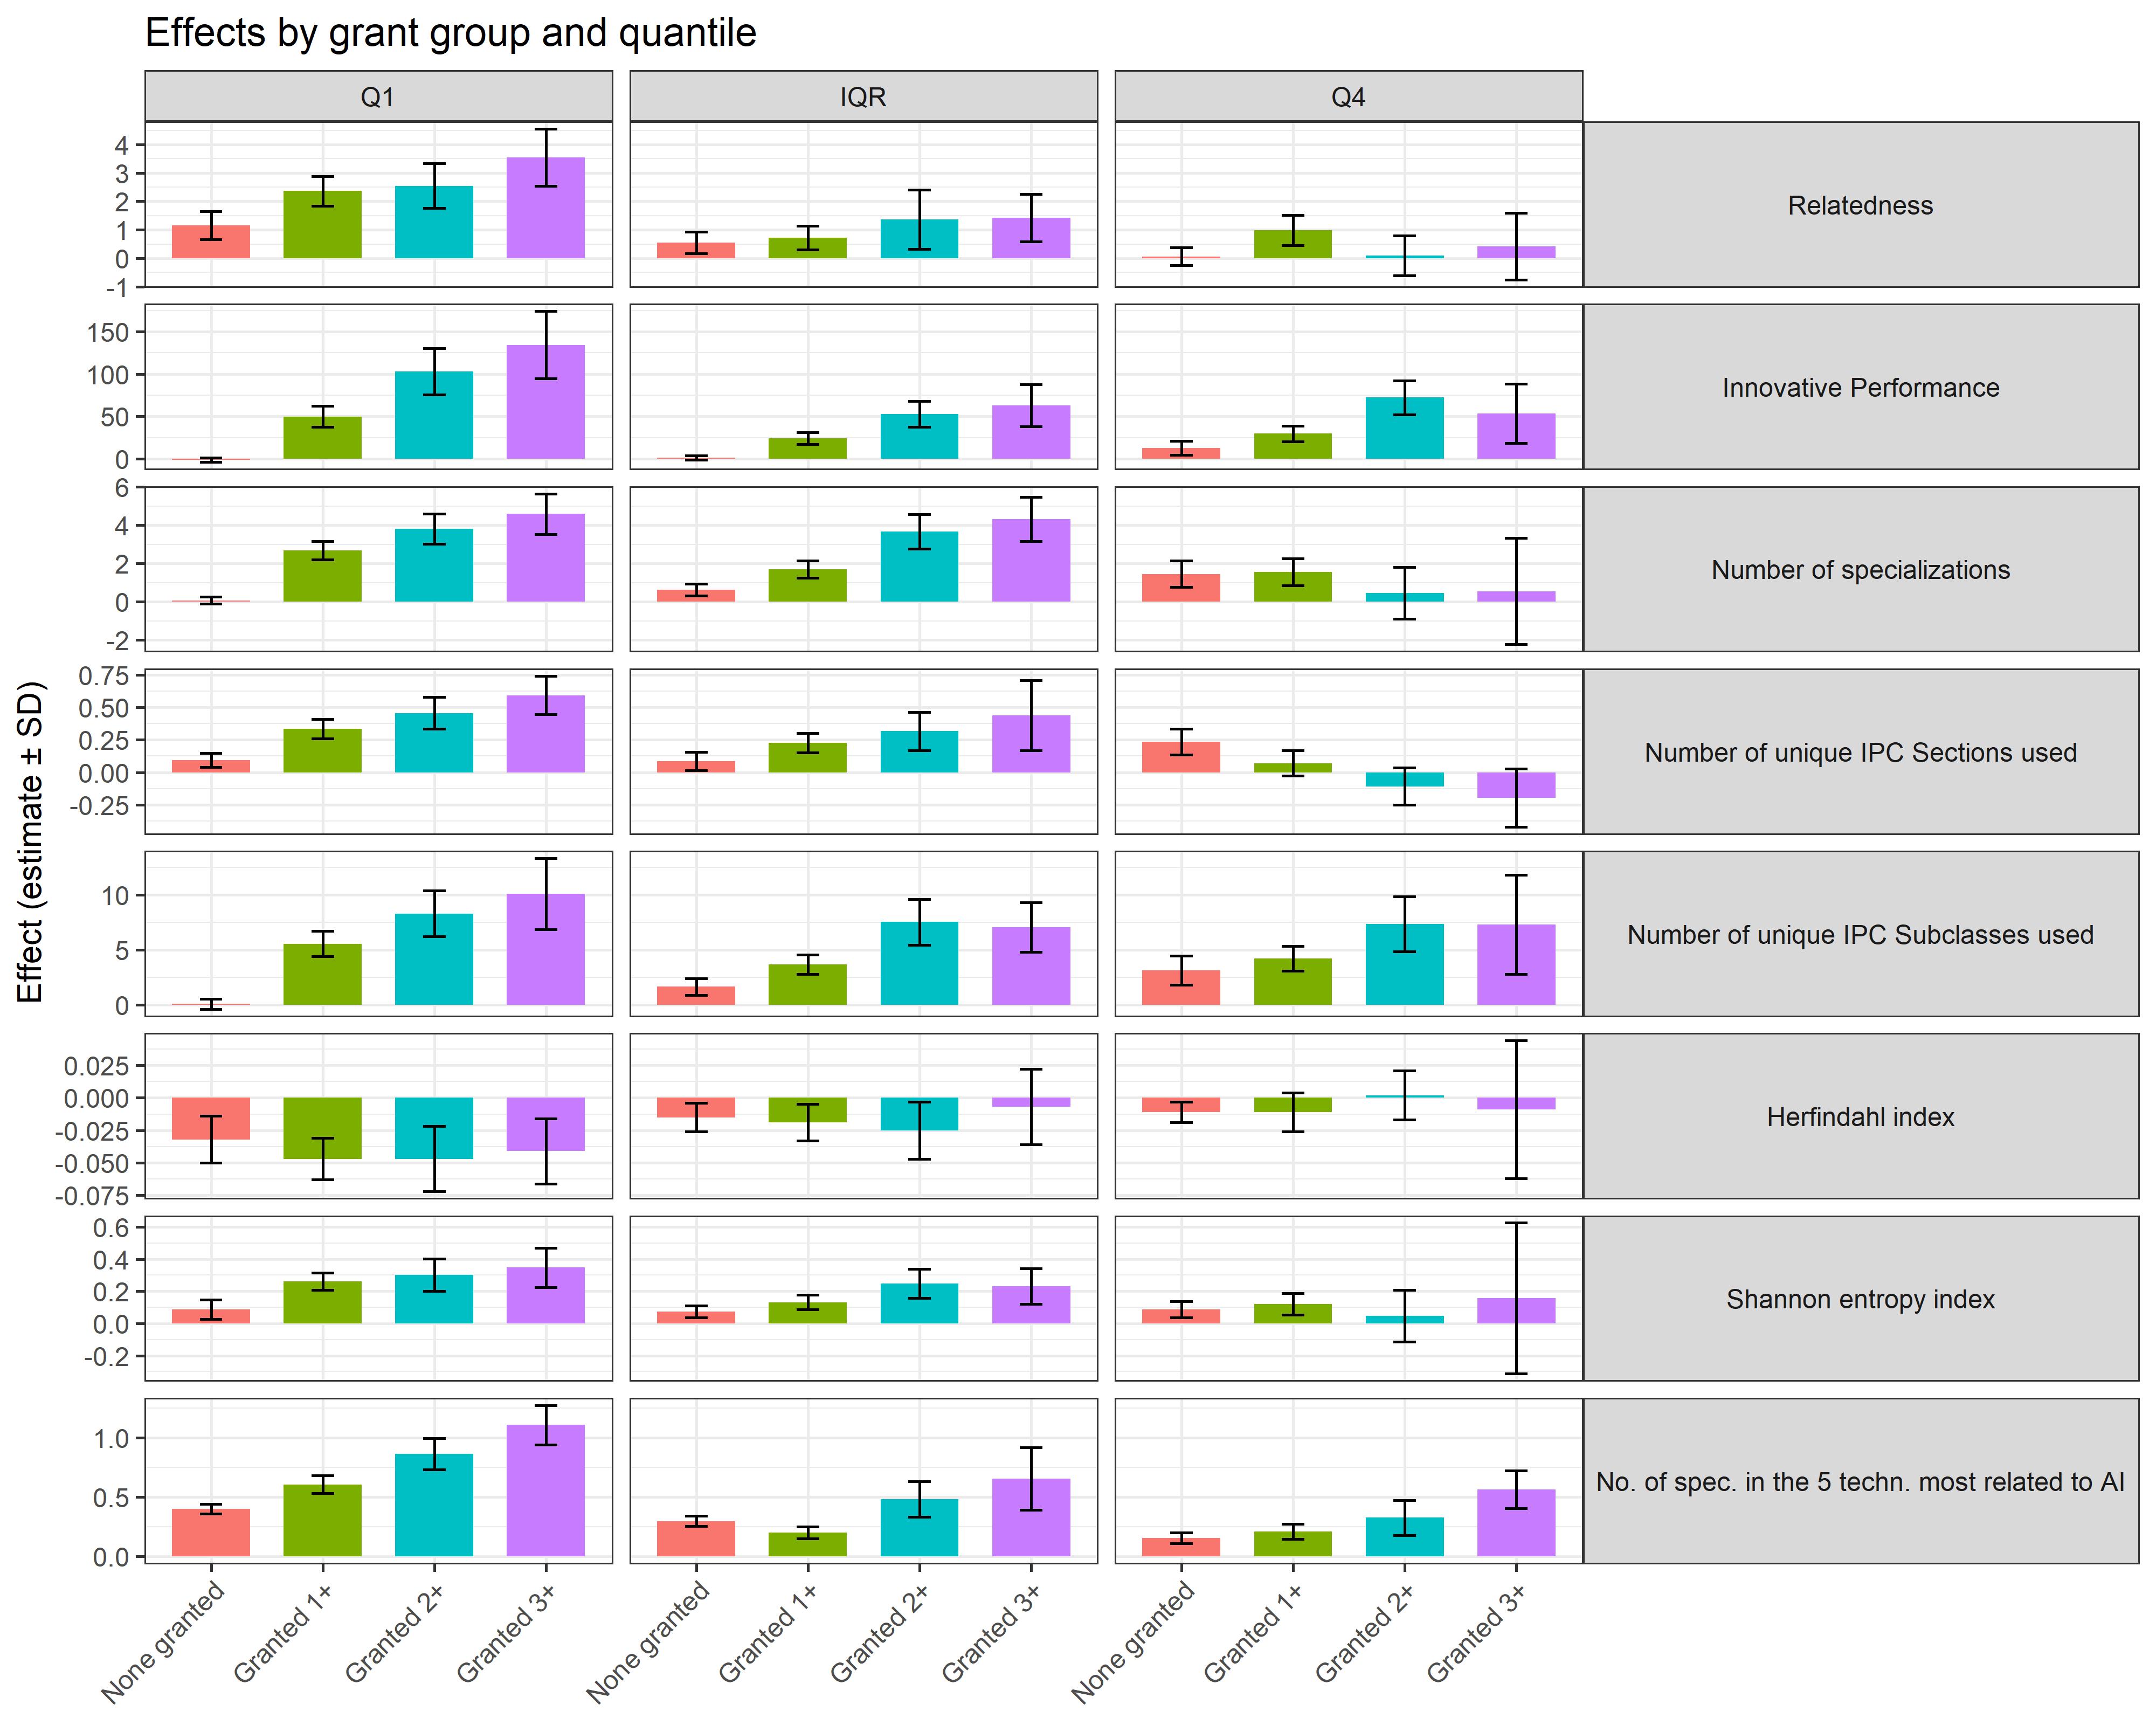 Effects by grant group and quantile
Q1
IQR
Q4
Effect (estimate ± SD)
4
3
2
1
0
-1
Relatedness
150
100
50
0
Innovative Performance
6
4
2
0
-2
Number of specializations
0.75
0.50
0.25
0.00
-0.25
Number of unique IPC Sections used
10
5
0
Number of unique IPC Subclasses used
0.025
0.000
-0.025
-0.050
-0.075
Herfindahl index
0.6
0.4
0.2
0.0
-0.2
Shannon entropy index
1.0
0.5
0.0
No. of spec. in the 5 techn. most related to AI
None granted
Granted 1+
Granted 2+
Granted 3+
None granted
Granted 1+
Granted 2+
Granted 3+
None granted
Granted 1+
Granted 2+
Granted 3+